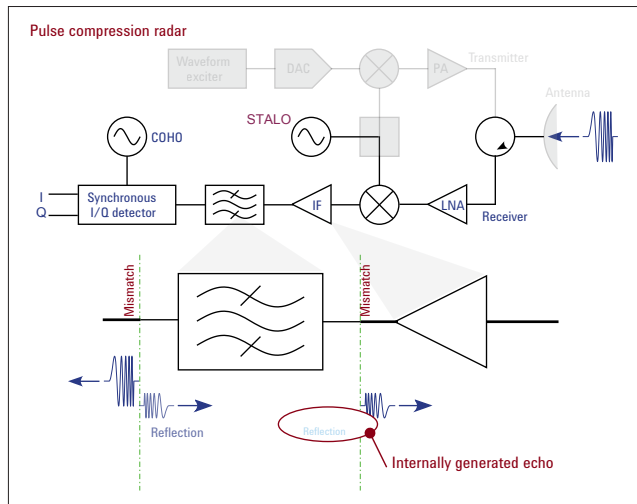 Pulse compression radar
Waveform
exciter
DAC
PA
Transmitter
Antenna
STALO
COHO
I
Q
Synchronous
I/Q detector
IF
LNA
Receiver
Mismatch
Mismatch
Reflection
Reflection
Internally generated echo